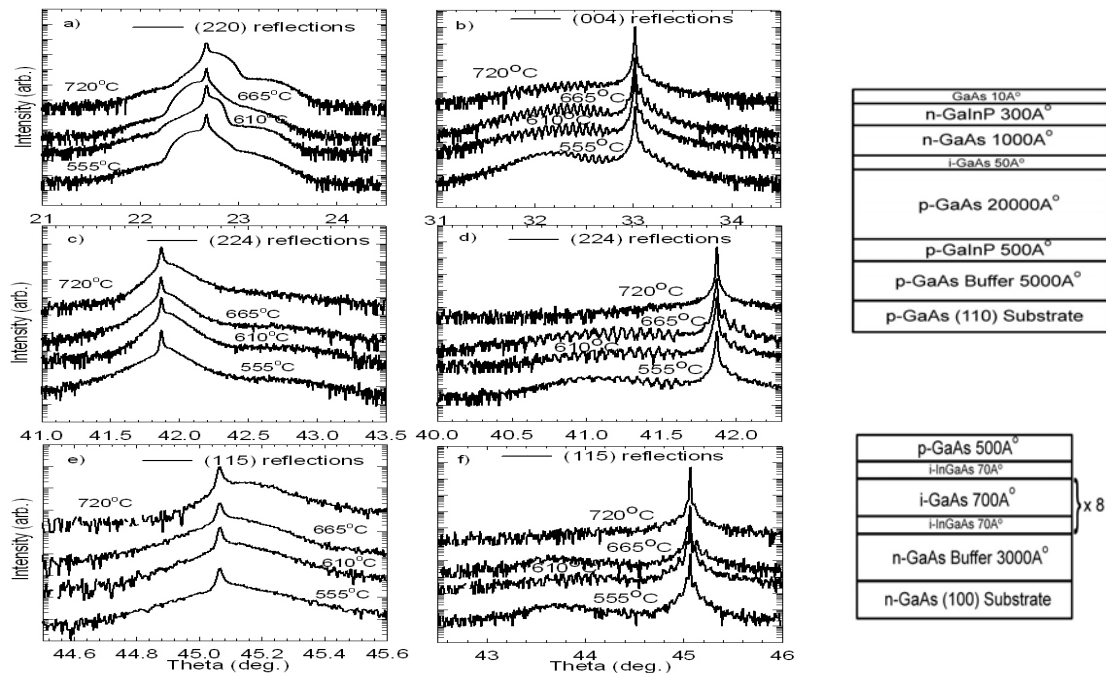 a)
(220) reflections
720°C
665°C
610°C
555°C
Intensity (arb.)
21 22 23 24
b)
(004) reflections
720°C
665°C
610°C
555°C
31 32 33 34
c)
(224) reflections
720°C
665°C
610°C
555°C
Intensity (arb.)
41.0 41.5 42.0 42.5 43.0 43.5
d)
(224) reflections
720°C
665°C
610°C
555°C
40.0 40.5 41.0 41.5 42.0
e)
(115) reflections
720°C
665°C
610°C
555°C
Intensity (arb.)
44.6 44.8 45.0 45.2 45.4 45.6
Theta (deg.)
f)
(115) reflections
720°C
665°C
610°C
555°C
43 44 45 46
Theta (deg.)
GaAs 10A°
n-GaInP 300A°
n-GaAs 1000A°
i-GaAs 50A°
p-GaAs 20000A°
p-GaInP 500A°
p-GaAs Buffer 5000A°
p-GaAs (110) Substrate
p-GaAs 500A°
i-InGaAs 70A°
i-GaAs 700A°
x 8
i-InGaAs 70A°
n-GaAs Buffer 3000A°
n-GaAs (100) Substrate